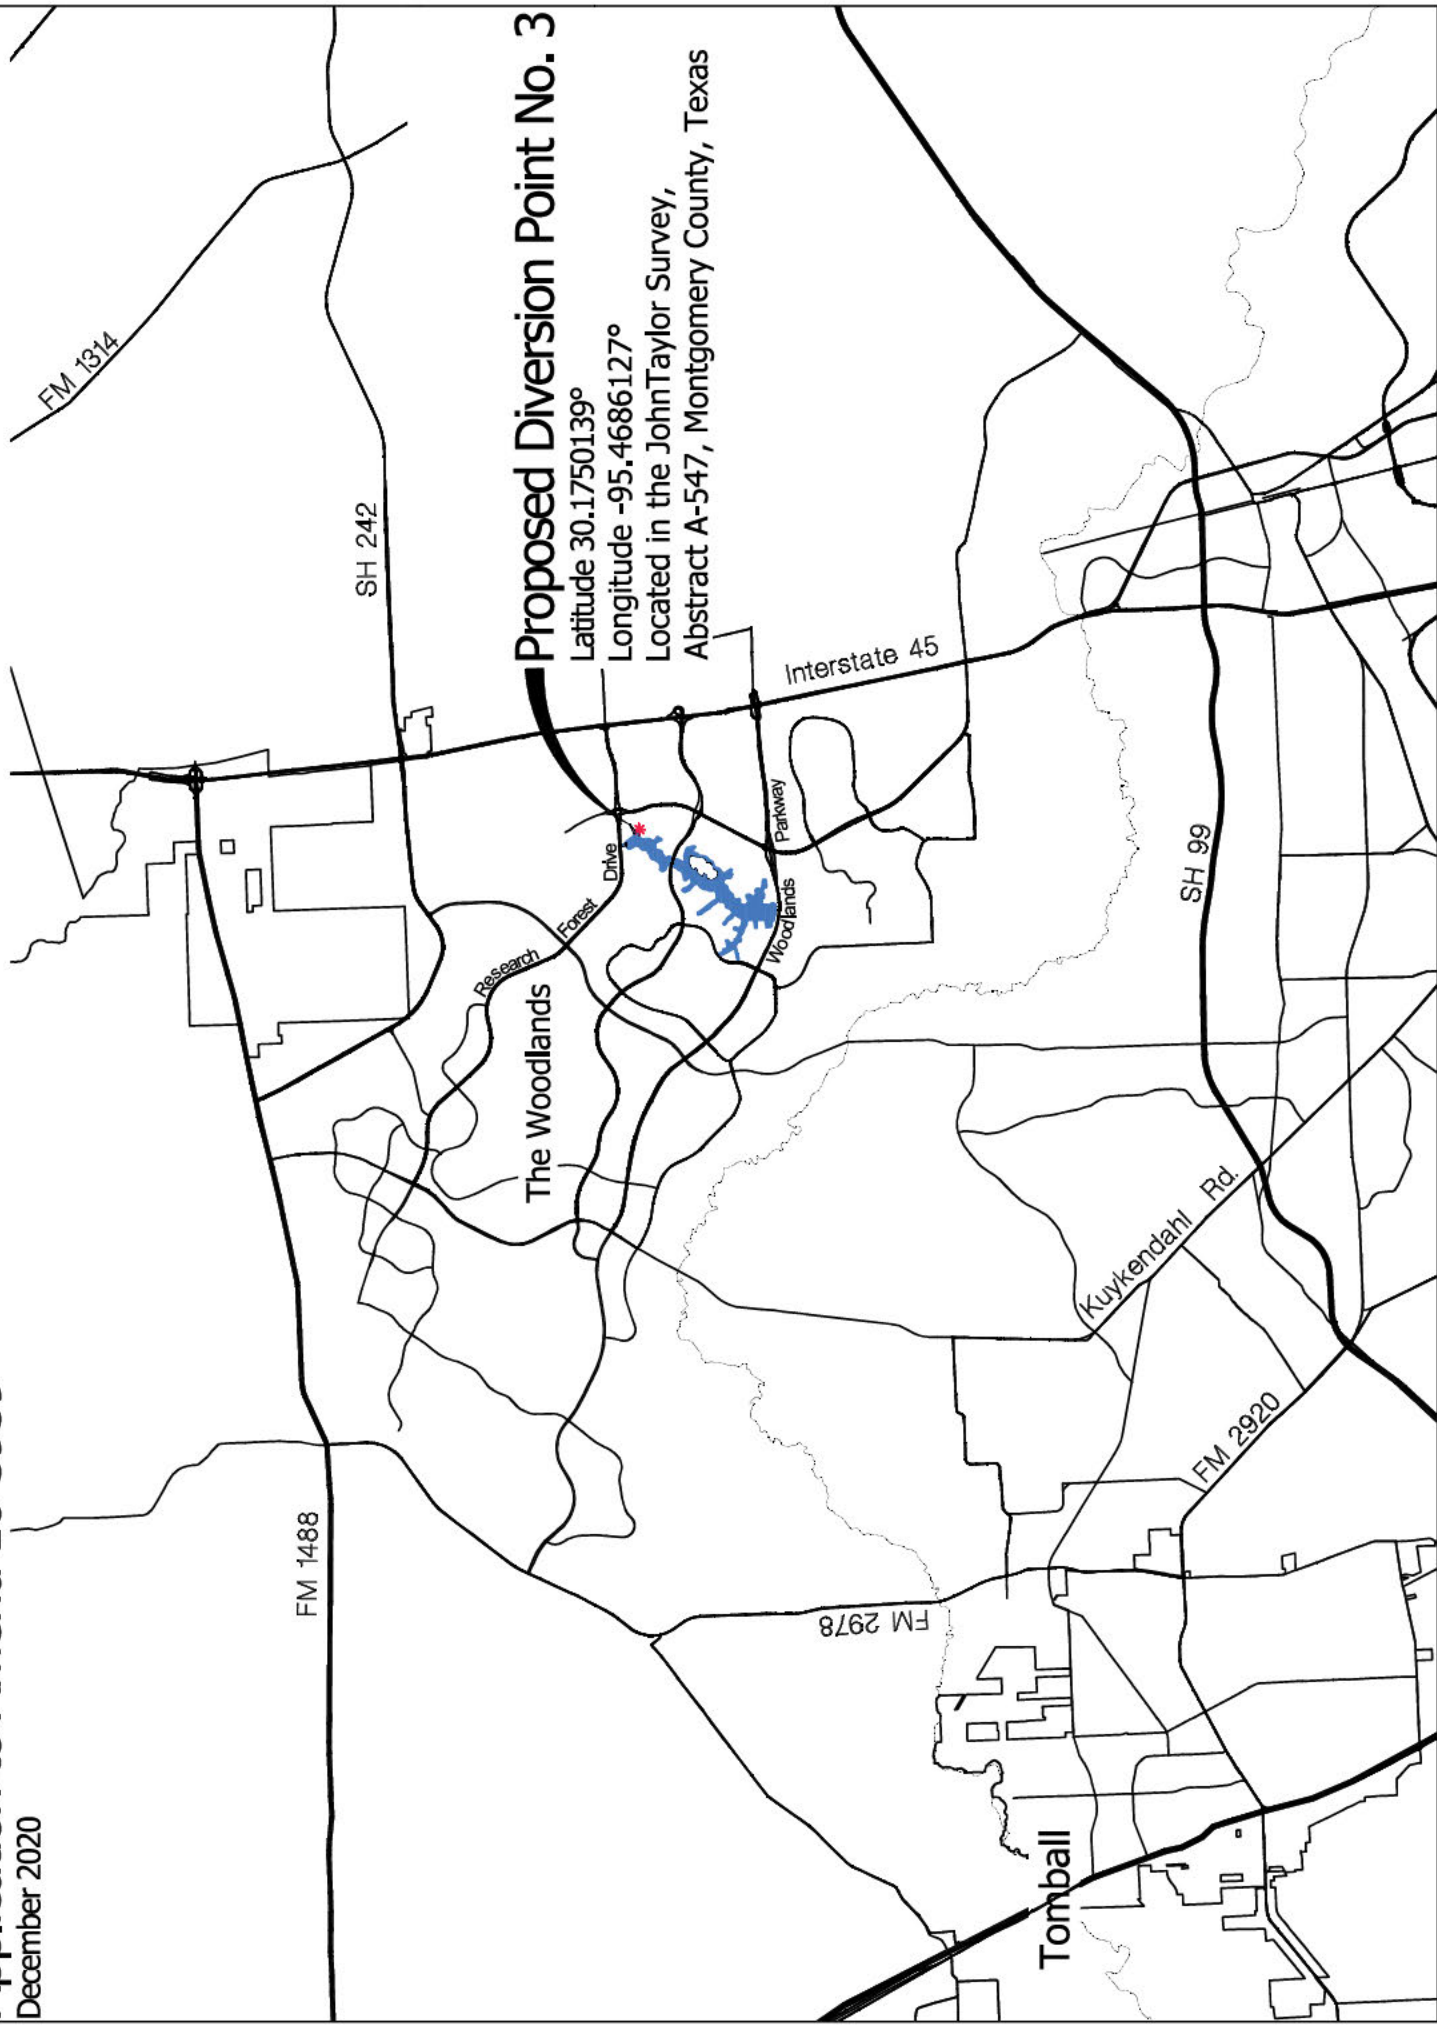 December 2020
FM 1314
SH 242
Proposed Diversion Point No. 3
Latitude 30.1750139°
Longitude -95.4686127°
Located in the JohnTaylor Survey,
Abstract A-547, Montgomery County, Texas
Interstate 45
Research
Forest
Drive
The Woodlands
Woodlands
Parkway
SH 99
FM 1488
FM 2978
Kuykendahl Rd.
FM 2920
Tomball